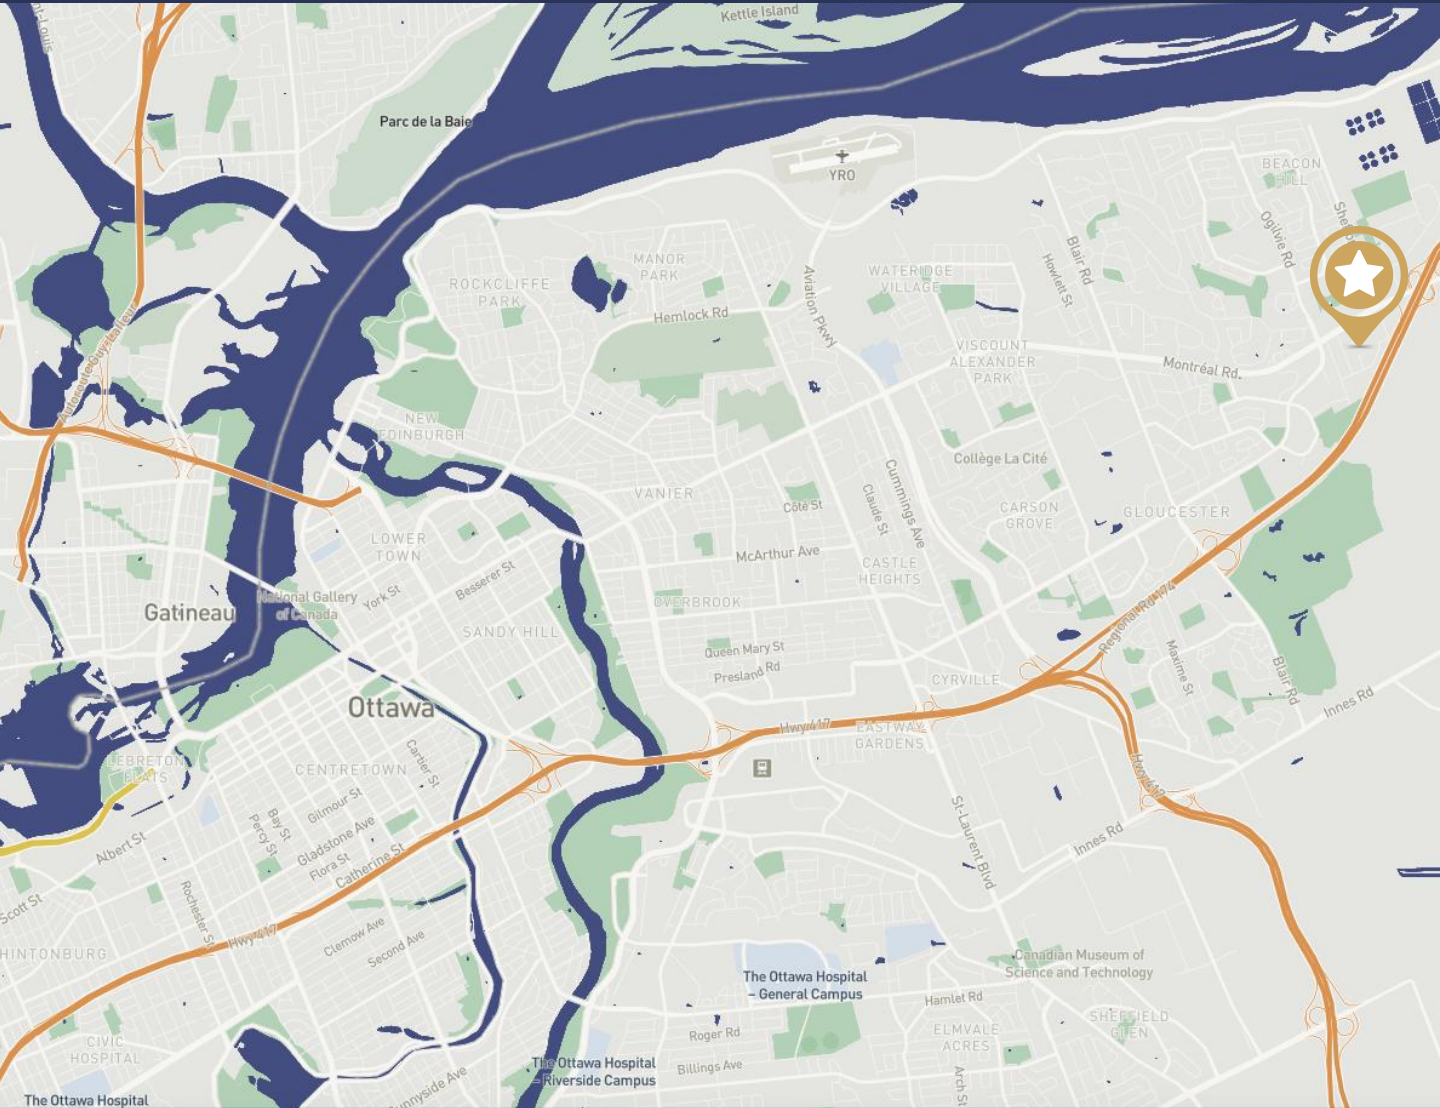 Kettle Island
Parc de la Baie
YRO
BEACON
HILL
Ogilvie Rd
Blair Rd
Howlett St
MANOR
PARK
ROCKCLIFFE
PARK
WATERIDGE
VILLAGE
Aviation Pkwy
Hemlock Rd
Autoroute Guy-Lafleur
VISCOUNT
ALEXANDER
PARK
Montréal Rd.
NEW
EDINBURGH
Collège La Cité
VANIER
Côté St
Claude St
Cummings Ave
CARSON
GROVE
GLOUCESTER
LOWER
TOWN
McArthur Ave
CASTLE
HEIGHTS
Besserer St
York St
National Gallery
of Canada
Gatineau
OVERBROOK
Regional Rd 174
SANDY HILL
Queen Mary St
Presland Rd
Maxime St
Blair Rd
CYRVILLE
Innes Rd
Ottawa
Hwy 417
EASTWAY
GARDENS
LEBRETON
FLATS
CENTRETOWN
Cartier St
Hwy 417
Gilmour St
Bay St
Percy St
Gladstone Ave
Flora St
Catherine St
Albert St
St-Laurent Blvd
Innes Rd
Scott St
Rochester St
Hwy 417
Clemow Ave
Second Ave
HINTONBURG
Canadian Museum of
Science and Technology
The Ottawa Hospital
– General Campus
Hamlet Rd
SHEFFIELD
GLEN
Roger Rd
ELMVALE
ACRES
CIVIC
HOSPITAL
The Ottawa Hospital
– Riverside Campus
Billings Ave
Arch St
unnyside Ave
The Ottawa Hospital